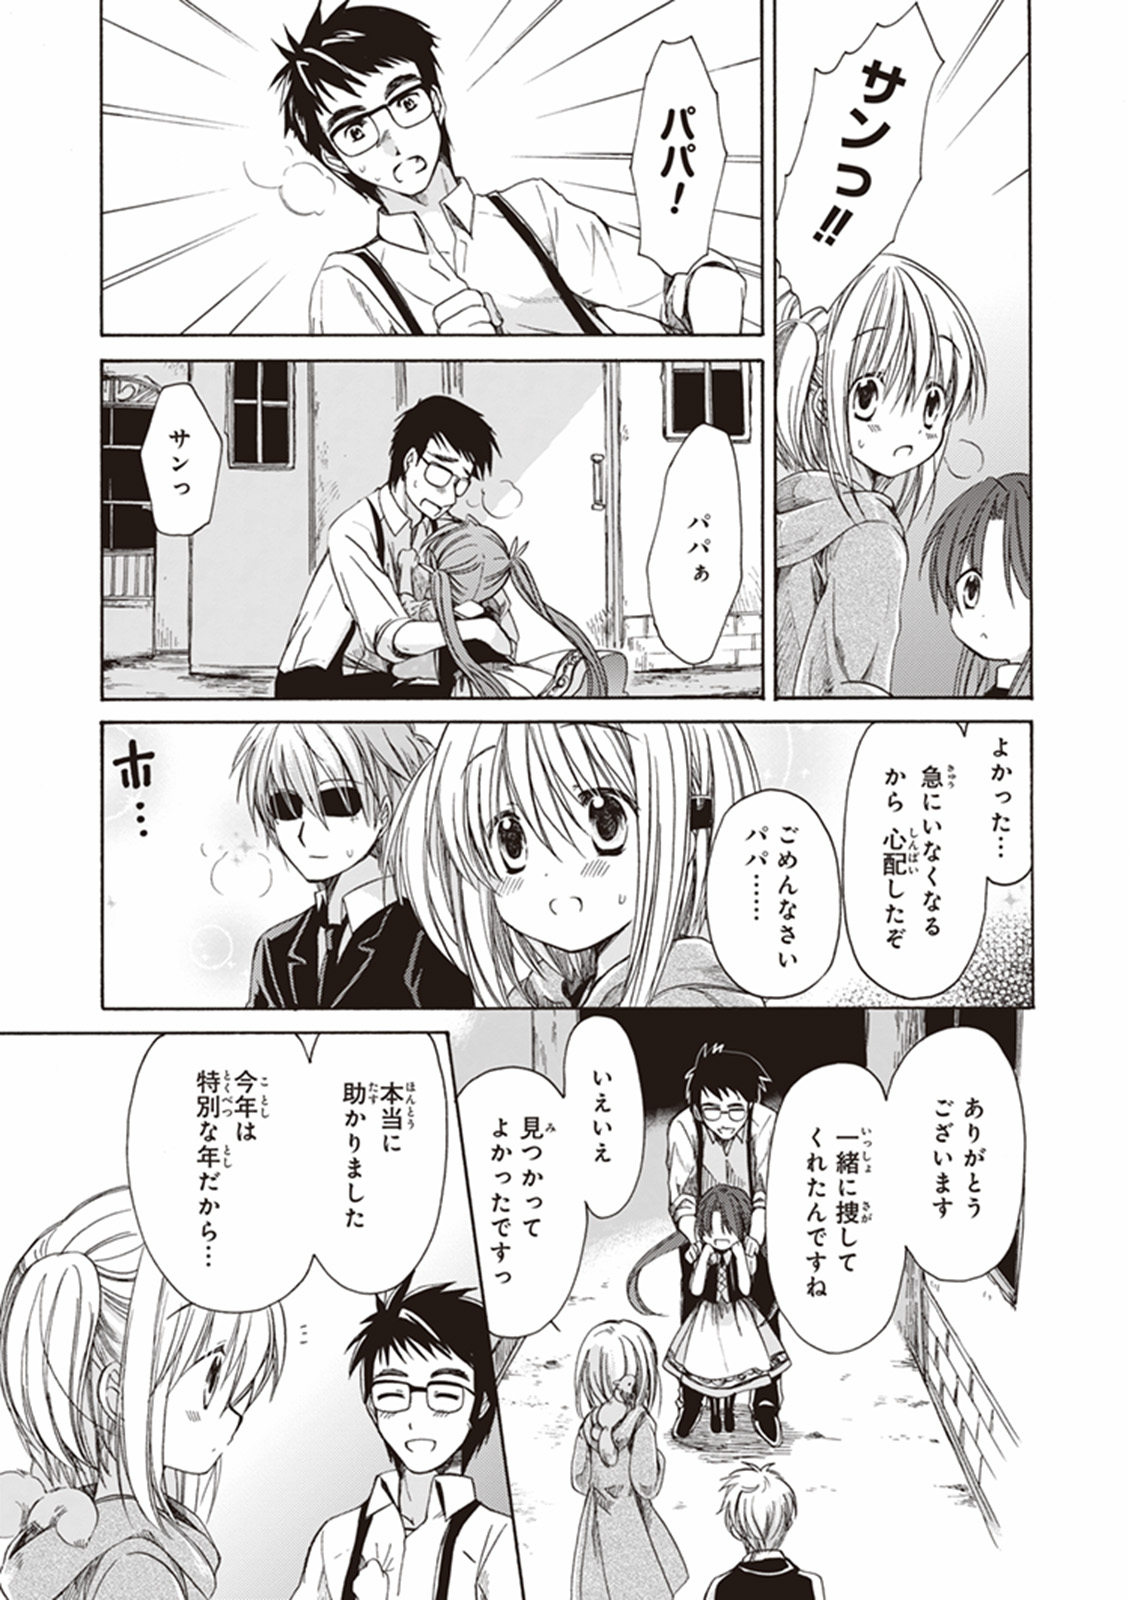 サンっ!!
パパ!
パパぁ
サンっ
よかった…
急にいなくなる
から 心配したぞ
ごめんなさい
パパ……
ホ…
ありがとう
ございます
一緒に捜して
くれたんですね
いえいえ
見つかって
よかったですっ
本当に
助かりました
今年は
特別な年だから…